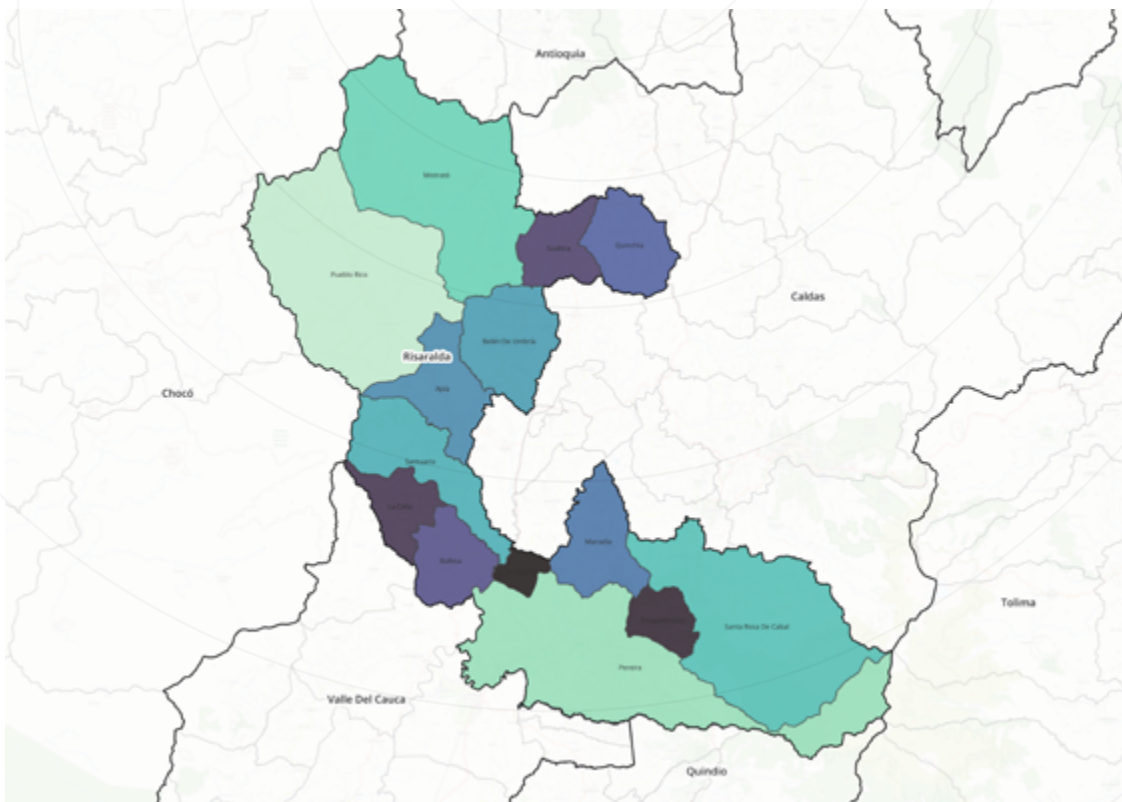 Antioquia
Mistrató
Quinchía
Pueblo Rico
Caldas
Belén De Umbría
Risaralda
Apía
Chocó
Santuario
La Celia
Marsella
Balboa
Tolima
Santa Rosa De Cabal
Pereira
Valle Del Cauca
Quindío